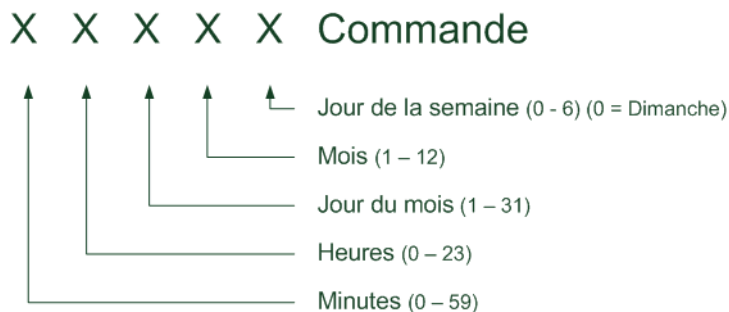 X X X X X Commande
Jour de la semaine (0 - 6) (0 = Dimanche)
Mois (1 – 12)
Jour du mois (1 – 31)
Heures (0 – 23)
Minutes (0 – 59)